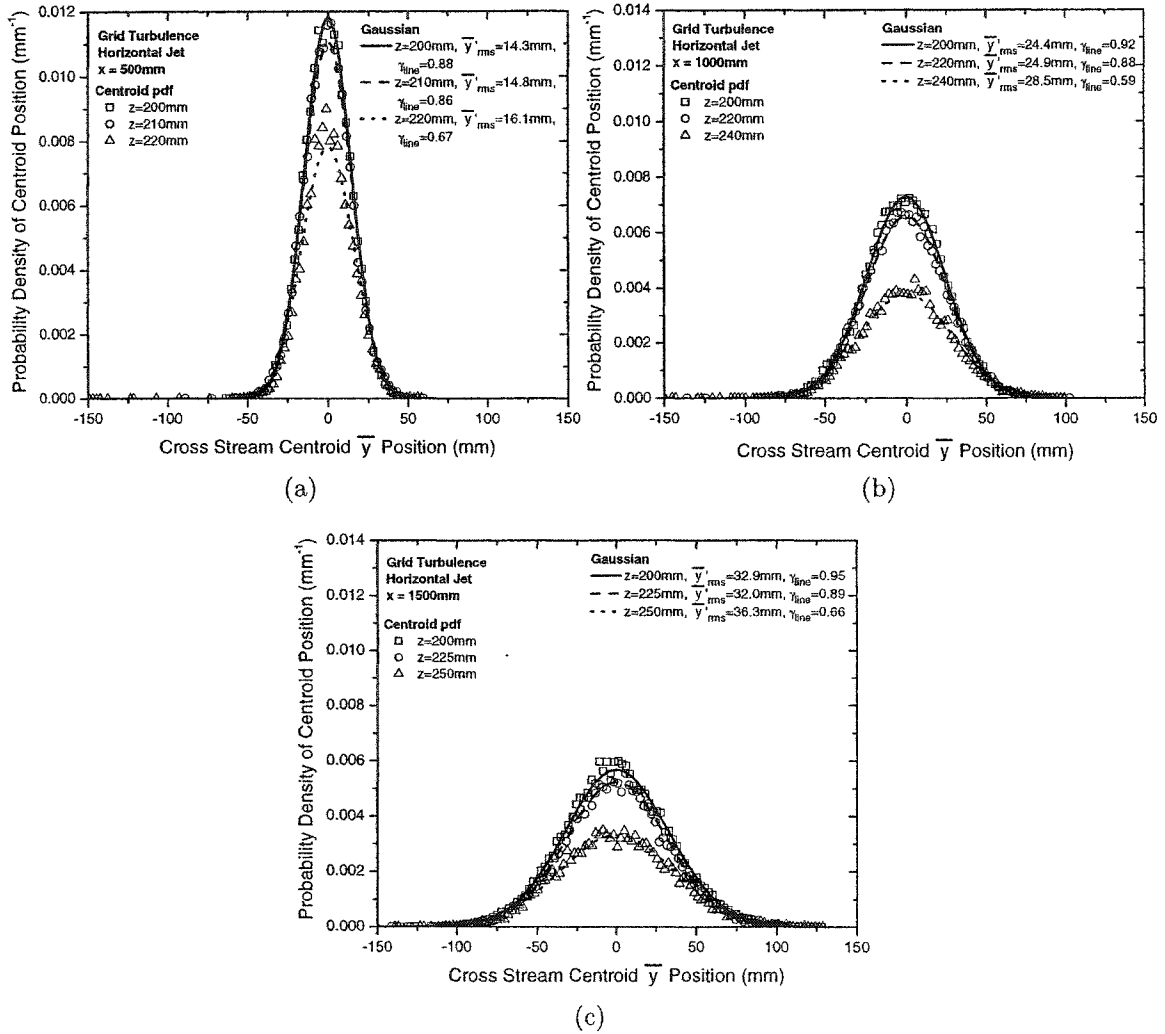 Grid Turbulence
Horizontal Jet
x = 500mm
Centroid pdf
z=200mm
z=210mm
z=220mm
Gaussian
z=200mm, y̅'rms=14.3mm,
γline=0.88
z=210mm, y̅'rms=14.8mm,
γline=0.86
z=220mm, y̅'rms=16.1mm,
γline=0.67
Probability Density of Centroid Position (mm⁻¹)
0.012
0.010
0.008
0.006
0.004
0.002
0.000
-150 -100 -50 0 50 100 150
Cross Stream Centroid y̅ Position (mm)
(a)
Grid Turbulence
Horizontal Jet
x = 1000mm
Centroid pdf
z=200mm
z=220mm
z=240mm
Gaussian
z=200mm, y̅'rms=24.4mm, γline=0.92
z=220mm, y̅'rms=24.9mm, γline=0.88
z=240mm, y̅'rms=28.5mm, γline=0.59
Probability Density of Centroid Position (mm⁻¹)
0.014
0.012
0.010
0.008
0.006
0.004
0.002
0.000
-150 -100 -50 0 50 100 150
Cross Stream Centroid y̅ Position (mm)
(b)
Grid Turbulence
Horizontal Jet
x = 1500mm
Centroid pdf
z=200mm
z=225mm
z=250mm
Gaussian
z=200mm, y̅'rms=32.9mm, γline=0.95
z=225mm, y̅'rms=32.0mm, γline=0.89
z=250mm, y̅'rms=36.3mm, γline=0.66
Probability Density of Centroid Position (mm⁻¹)
0.014
0.012
0.010
0.008
0.006
0.004
0.002
0.000
-150 -100 -50 0 50 100 150
Cross Stream Centroid y̅ Position (mm)
(c)